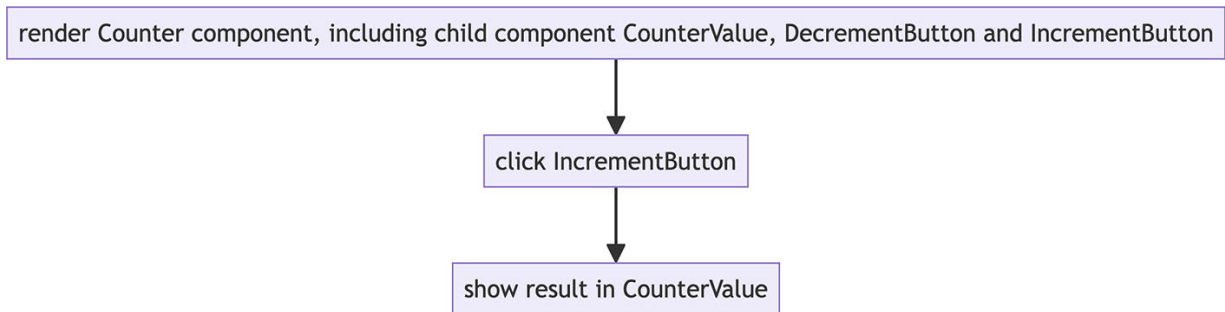 render Counter component, including child component CounterValue, DecrementButton and IncrementButton
click IncrementButton
show result in CounterValue